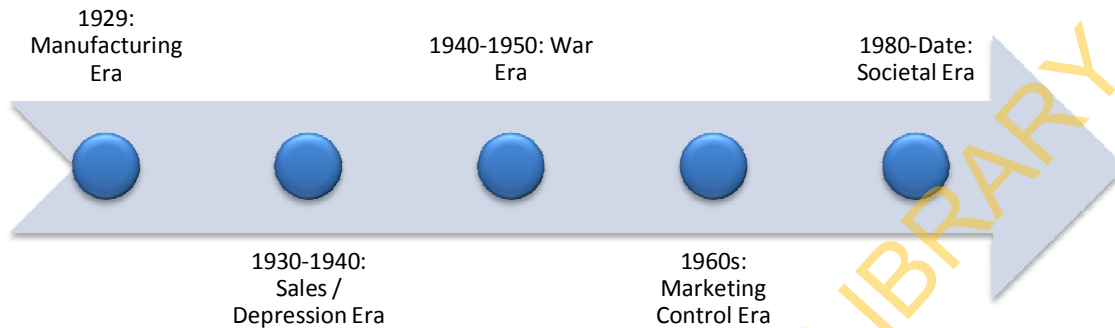 1929:
Manufacturing
Era
1940-1950: War
Era
1980-Date:
Societal Era
1930-1940:
Sales /
Depression Era
1960s:
Marketing
Control Era
IBRARY